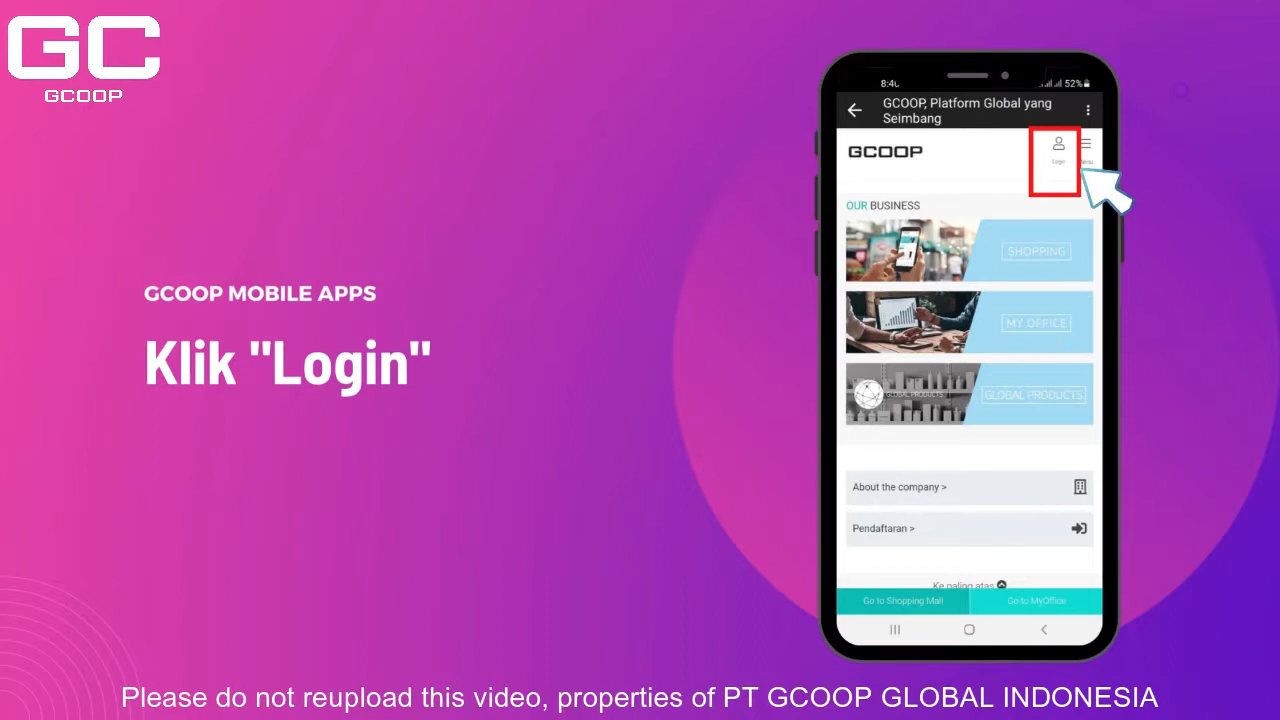 GC
GCOOP
GCOOP MOBILE APPS
Klik "Login"
52%
GCOOP, Platform Global yang
Seimbang
GCOOP
Login
OUR BUSINESS
SHOPPING
MY OFFICE
GLOBAL PRODUCTS
GLOBAL PRODUCTS
About the company >
Pendaftaran >
Ke paling atas
Go to Shopping Mall
Go to MyOffice
Please do not reupload this video, properties of PT GCOOP GLOBAL INDONESIA